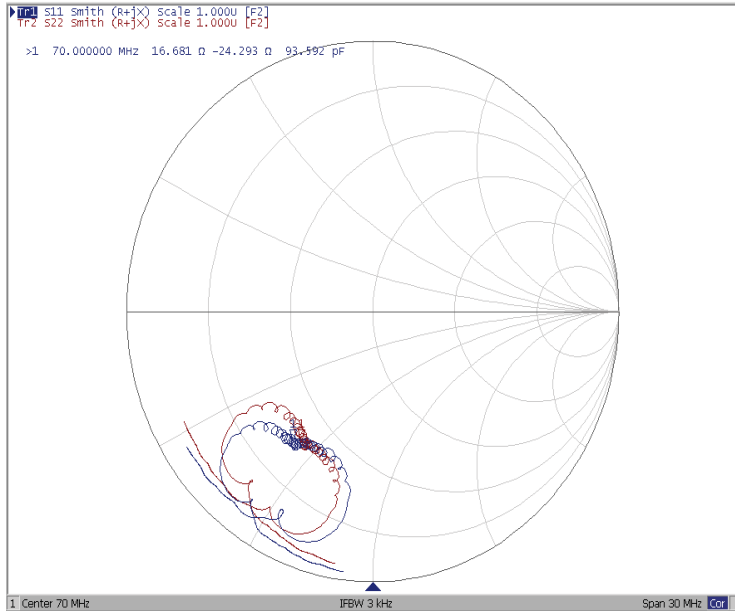 Tr1 S11 Smith (R+jX) Scale 1.000U [F2]
Tr2 S22 Smith (R+jX) Scale 1.000U [F2]
>1 70.000000 MHz 16.681 Ω -24.293 Ω 93.592 pF
1 Center 70 MHz IFBW 3 kHz Span 30 MHz Cor